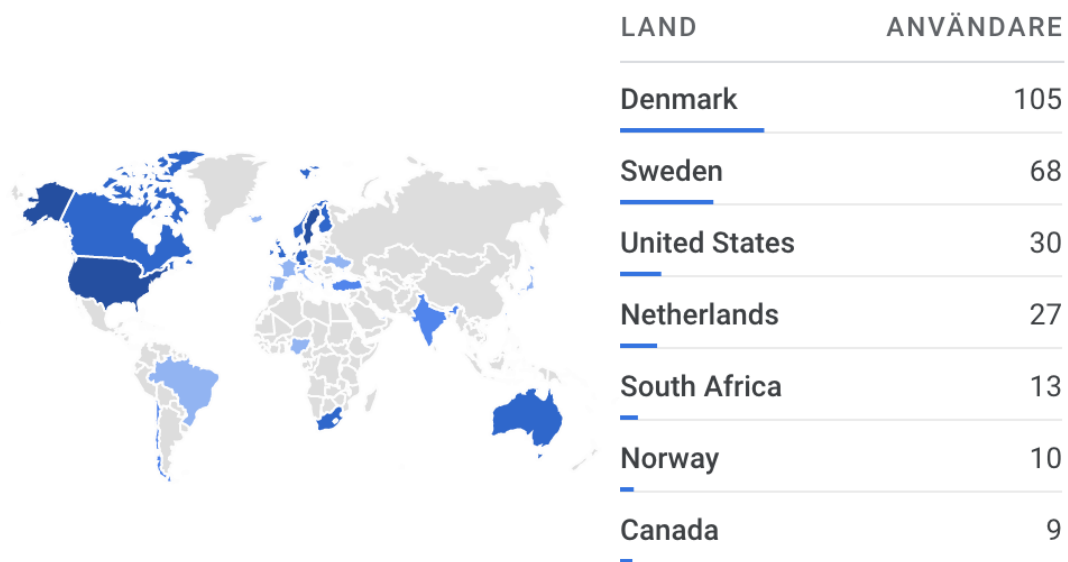 LAND ANVÄNDARE
Denmark 105
Sweden 68
United States 30
Netherlands 27
South Africa 13
Norway 10
Canada 9